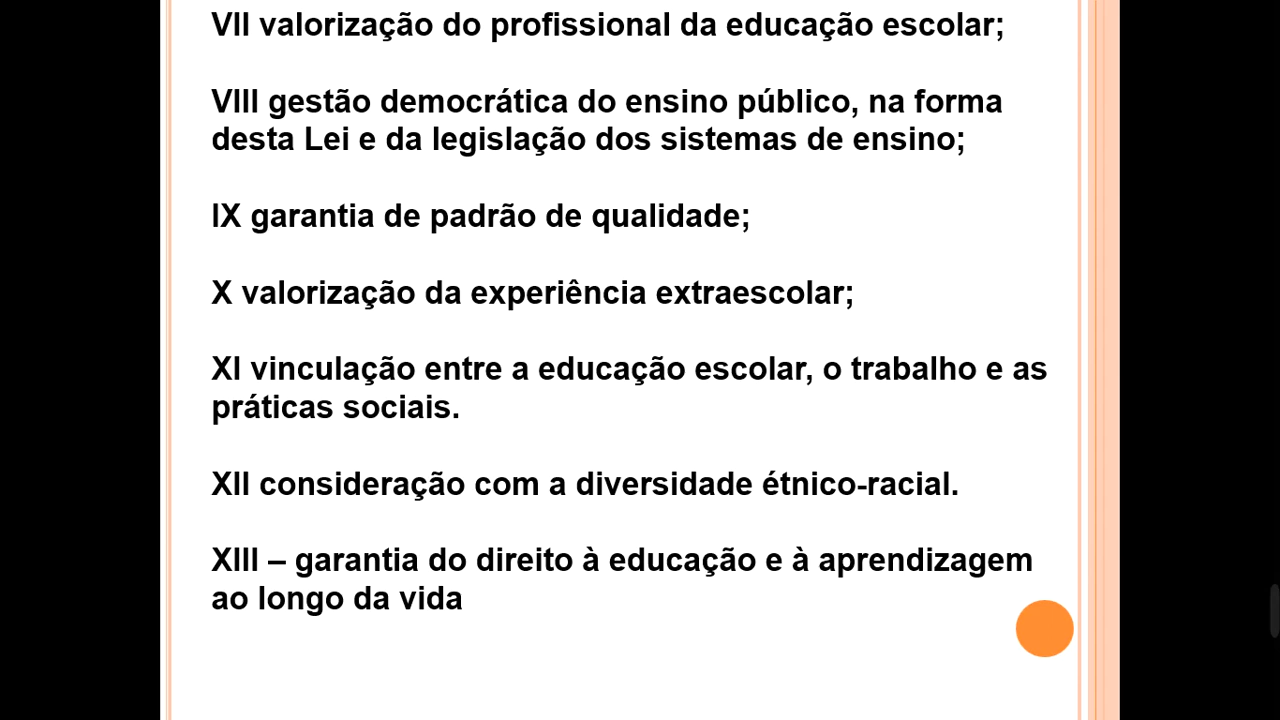 VII valorização do profissional da educação escolar;
VIII gestão democrática do ensino público, na forma
desta Lei e da legislação dos sistemas de ensino;
IX garantia de padrão de qualidade;
X valorização da experiência extraescolar;
XI vinculação entre a educação escolar, o trabalho e as
práticas sociais.
XII consideração com a diversidade étnico-racial.
XIII – garantia do direito à educação e à aprendizagem
ao longo da vida